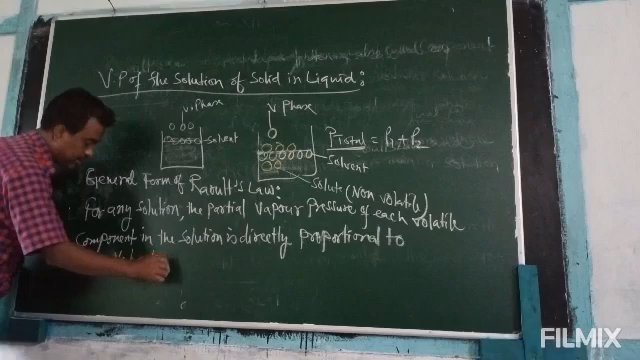 V.P of the Solution of Solid in Liquid:
V. Phase
V. Phase
Solvent
P Total = P1 + P2
Solvent
Solute (Non volatile)
General Form of Raoult's Law:
For any solution, the partial vapour pressure of each volatile
Component in the solution is directly proportional to
FILMIX